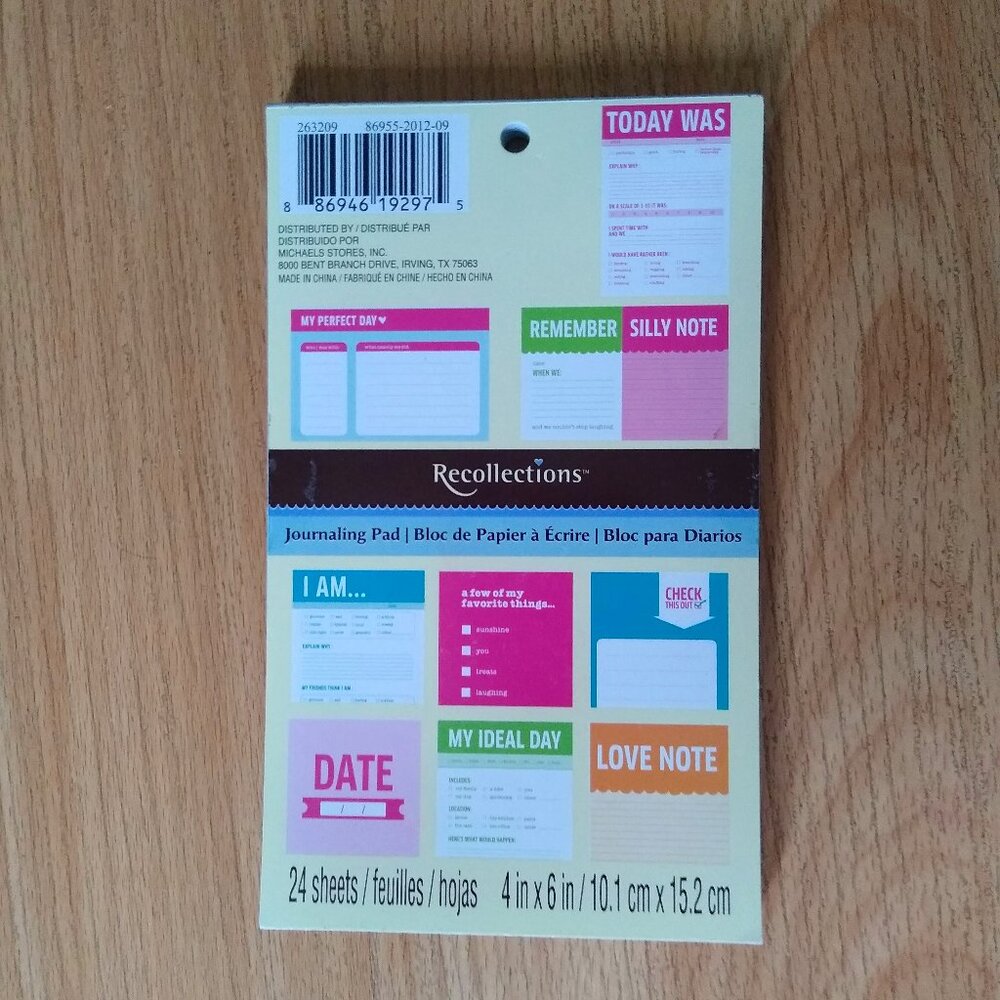 263209 86955-2012-09
8 86946 19297 5
DISTRIBUTED BY / DISTRIBUÉ PAR
DISTRIBUIDO POR
MICHAELS STORES, INC.
8000 BENT BRANCH DRIVE, IRVING, TX 75063
MADE IN CHINA / FABRIQUÉ EN CHINE / HECHO EN CHINA
TODAY WAS
EXPLAIN WHY:
ON A SCALE OF 1-10 IT WAS:
I SPENT TIME WITH
AND WE
I WOULD HAVE RATHER BEEN:
MY PERFECT DAY
REMEMBER
WHEN WE:
and we couldn't stop laughing.
SILLY NOTE
Recollections™
Journaling Pad | Bloc de Papier à Écrire | Bloc para Diarios
I AM...
EXPLAIN WHY:
MY FRIENDS THINK I AM:
a few of my
favorite things...
sunshine
you
treats
laughing
CHECK
THIS OUT
DATE
/ /
MY IDEAL DAY
INCLUDES:
LOCATION:
HERE'S WHAT WOULD HAPPEN:
LOVE NOTE
24 sheets / feuilles / hojas 4 in x 6 in / 10.1 cm x 15.2 cm